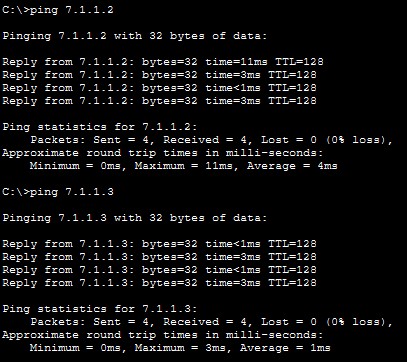 C:\>ping 7.1.1.2
Pinging 7.1.1.2 with 32 bytes of data:
Reply from 7.1.1.2: bytes=32 time=11ms TTL=128
Reply from 7.1.1.2: bytes=32 time=3ms TTL=128
Reply from 7.1.1.2: bytes=32 time<1ms TTL=128
Reply from 7.1.1.2: bytes=32 time=3ms TTL=128
Ping statistics for 7.1.1.2:
Packets: Sent = 4, Received = 4, Lost = 0 (0% loss),
Approximate round trip times in milli-seconds:
Minimum = 0ms, Maximum = 11ms, Average = 4ms
C:\>ping 7.1.1.3
Pinging 7.1.1.3 with 32 bytes of data:
Reply from 7.1.1.3: bytes=32 time<1ms TTL=128
Reply from 7.1.1.3: bytes=32 time=3ms TTL=128
Reply from 7.1.1.3: bytes=32 time<1ms TTL=128
Reply from 7.1.1.3: bytes=32 time=3ms TTL=128
Ping statistics for 7.1.1.3:
Packets: Sent = 4, Received = 4, Lost = 0 (0% loss),
Approximate round trip times in milli-seconds:
Minimum = 0ms, Maximum = 3ms, Average = 1ms